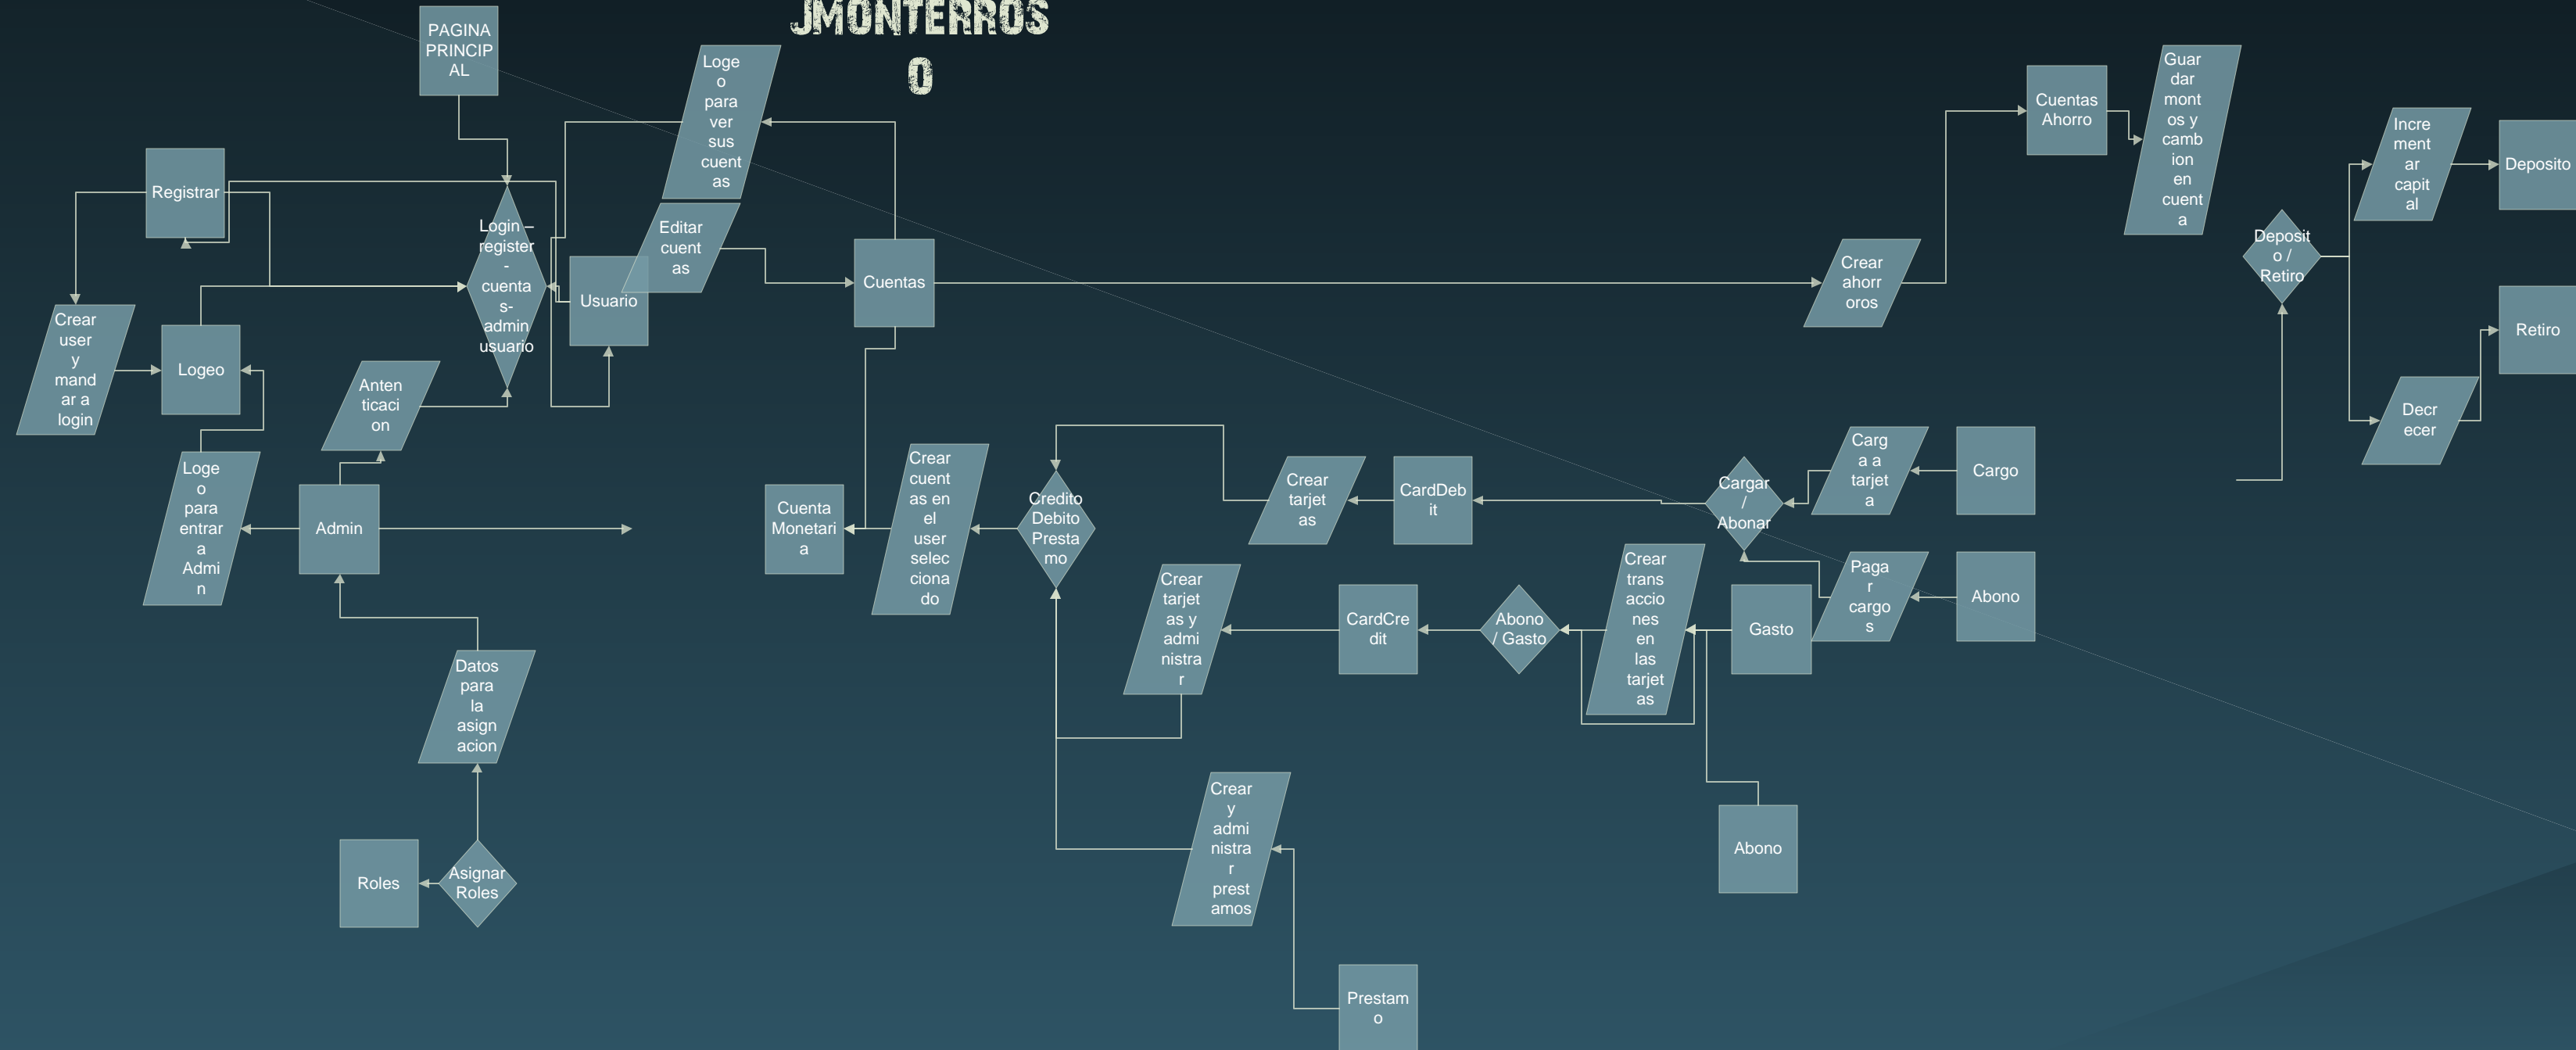 JMONTERROS
O
PAGINA
PRINCIP
AL
Loge
o
para
ver
sus
cuent
as
Registrar
Login –
register
-
cuenta
s-
admin
usuario
Editar
cuent
as
Usuario
Cuentas
Crear
ahorr
oros
Cuentas
Ahorro
Guar
dar
mont
os y
camb
ion
en
cuent
a
Incre
ment
ar
capit
al
Deposito
Deposit
o /
Retiro
Retiro
Decr
ecer
Crear
user
y
mand
ar a
login
Logeo
Anten
ticaci
on
Loge
o
para
entrar
a
Admi
n
Admin
Cuenta
Monetari
a
Crear
cuent
as en
el
user
selec
ciona
do
Credito
Debito
Presta
mo
Crear
tarjet
as
CardDeb
it
Cargar
/
Abonar
Carg
a a
tarjet
a
Cargo
Paga
r
cargo
s
Abono
Crear
tarjet
as y
admi
nistra
r
CardCre
dit
Abono
/ Gasto
Crear
trans
accio
nes
en
las
tarjet
as
Gasto
Abono
Datos
para
la
asign
acion
Roles
Asignar
Roles
Crear
y
admi
nistra
r
prest
amos
Prestam
o